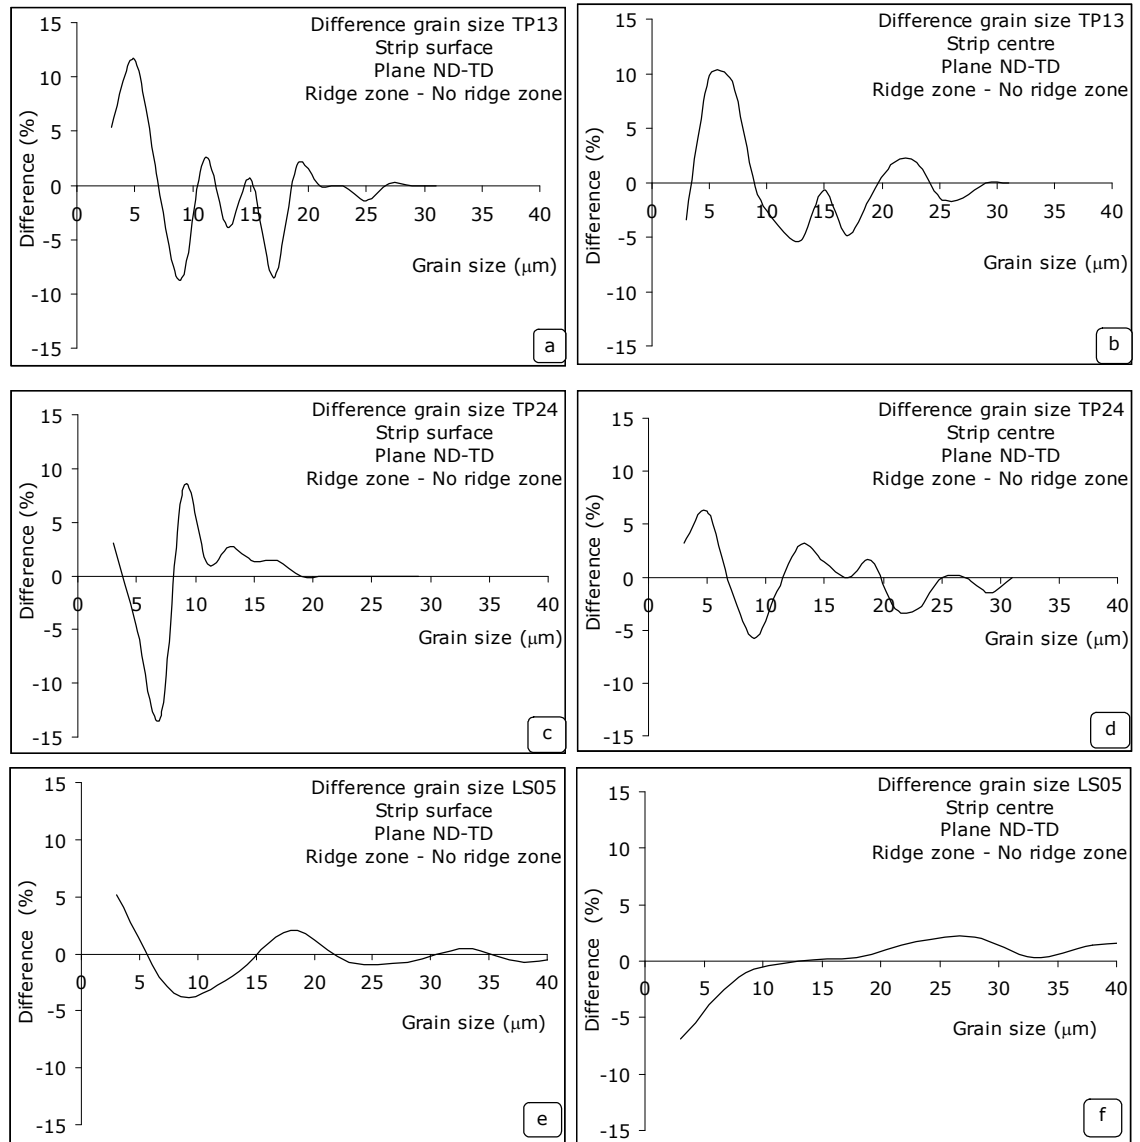 Difference grain size TP13
Strip surface
Plane ND-TD
Ridge zone - No ridge zone
Difference (%)
15
10
5
0
-5
-10
-15
0 5 10 15 20 25 30 35 40
Grain size (μm)
a
Difference grain size TP13
Strip centre
Plane ND-TD
Ridge zone - No ridge zone
Difference (%)
15
10
5
0
-5
-10
-15
0 5 10 15 20 25 30 35 40
Grain size (μm)
b
Difference grain size TP24
Strip surface
Plane ND-TD
Ridge zone - No ridge zone
Difference (%)
15
10
5
0
-5
-10
-15
0 5 10 15 20 25 30 35 40
Grain size (μm)
c
Difference grain size TP24
Strip centre
Plane ND-TD
Ridge zone - No ridge zone
Difference (%)
15
10
5
0
-5
-10
-15
0 5 10 15 20 25 30 35 40
Grain size (μm)
d
Difference grain size LS05
Strip surface
Plane ND-TD
Ridge zone - No ridge zone
Difference (%)
15
10
5
0
-5
-10
-15
0 5 10 15 20 25 30 35 40
Grain size (μm)
e
Difference grain size LS05
Strip centre
Plane ND-TD
Ridge zone - No ridge zone
Difference (%)
15
10
5
0
-5
-10
-15
0 5 10 15 20 25 30 35 40
Grain size (μm)
f